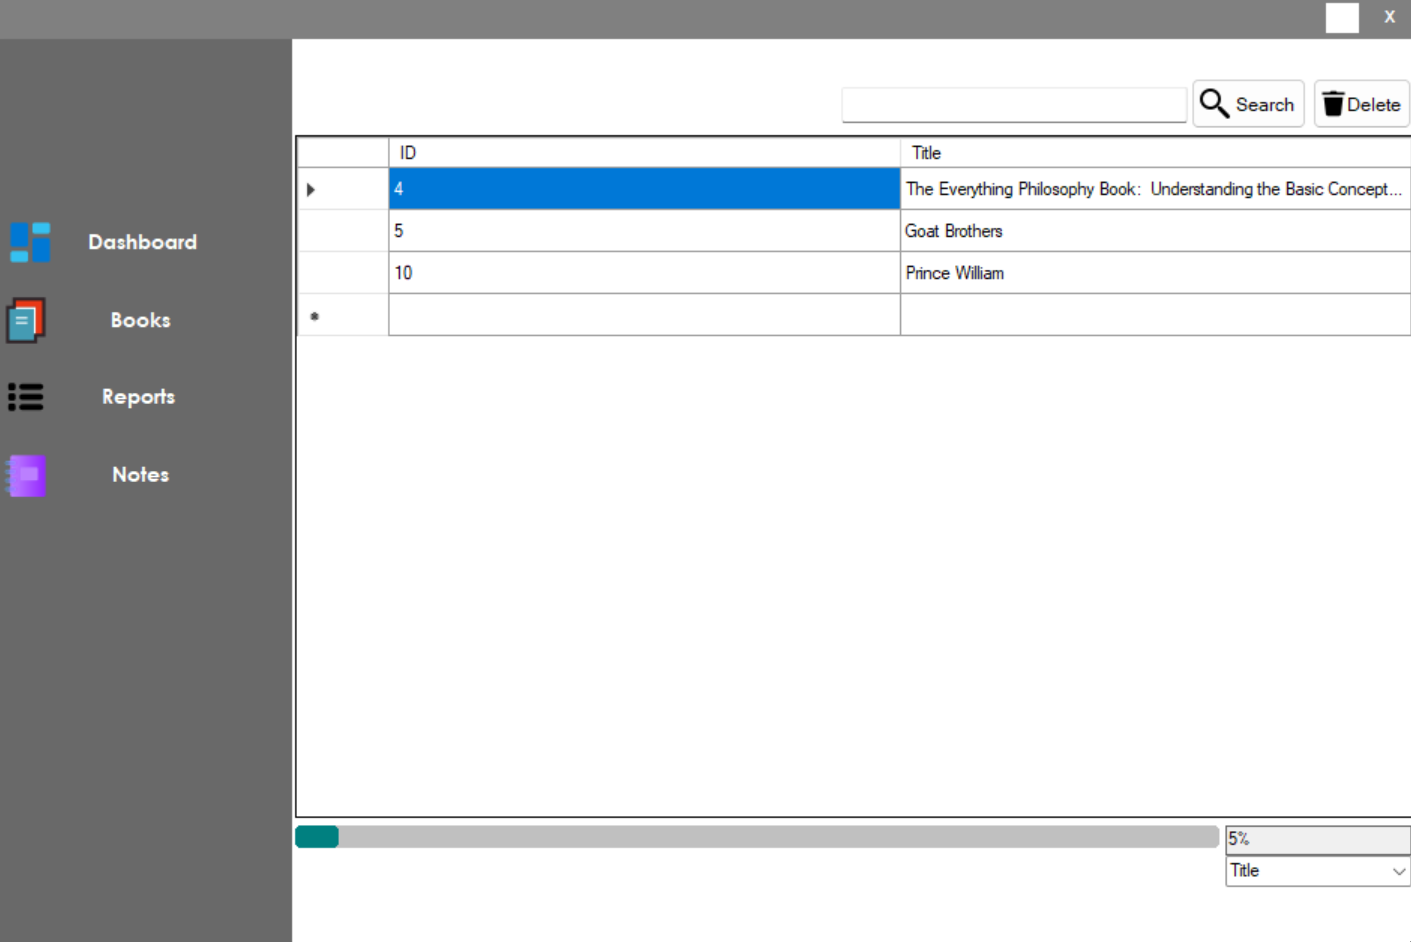 X
Search
Delete
ID Title
4 The Everything Philosophy Book: Understanding the Basic Concept...
5 Goat Brothers
10 Prince William
Dashboard
Books
Reports
Notes
5%
Title